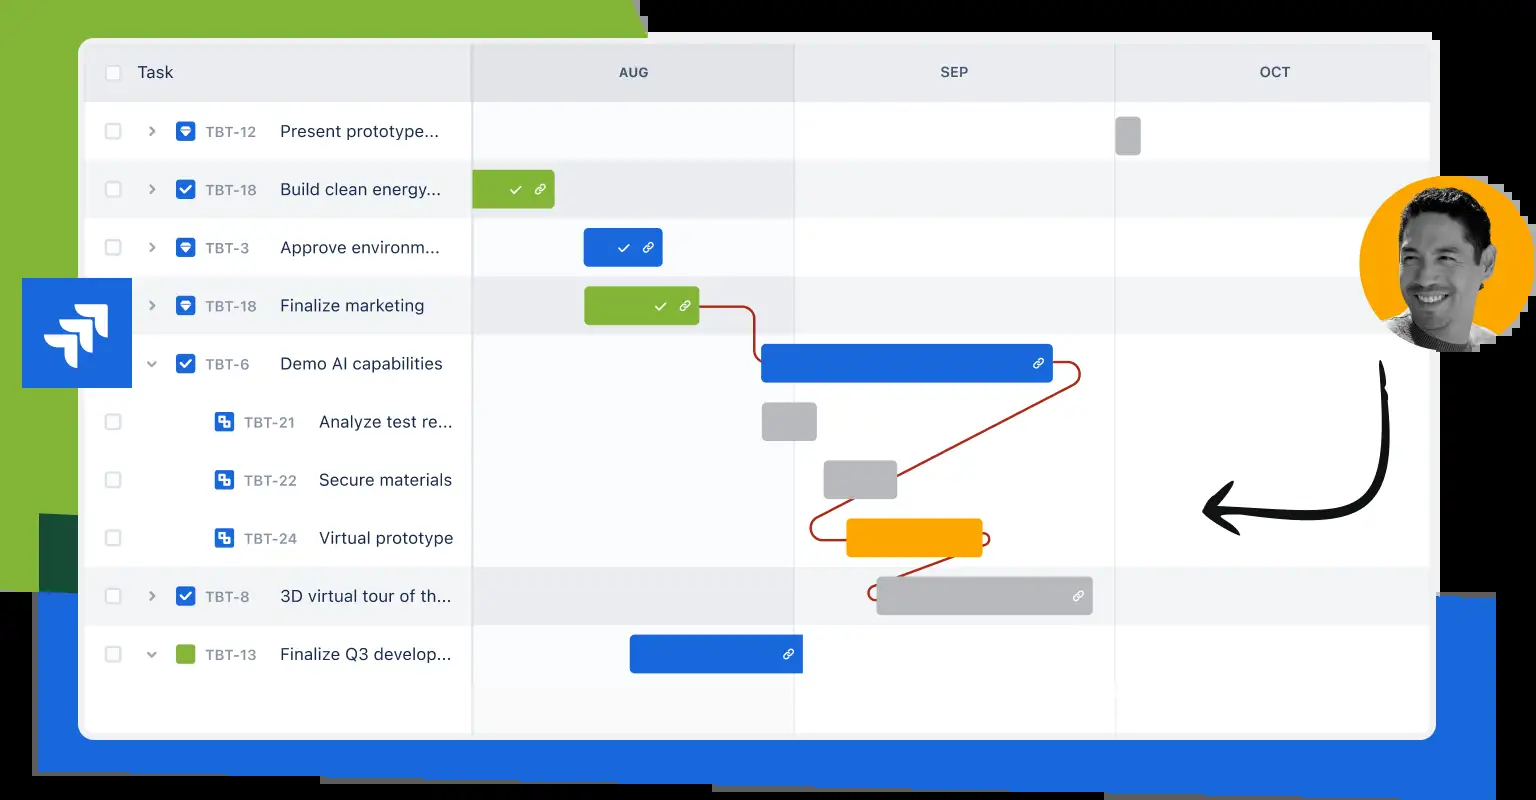 Task AUG SEP OCT
TBT-12 Present prototype...
TBT-18 Build clean energy...
TBT-3 Approve environm...
TBT-18 Finalize marketing
TBT-6 Demo AI capabilities
TBT-21 Analyze test re...
TBT-22 Secure materials
TBT-24 Virtual prototype
TBT-8 3D virtual tour of th...
TBT-13 Finalize Q3 develop...